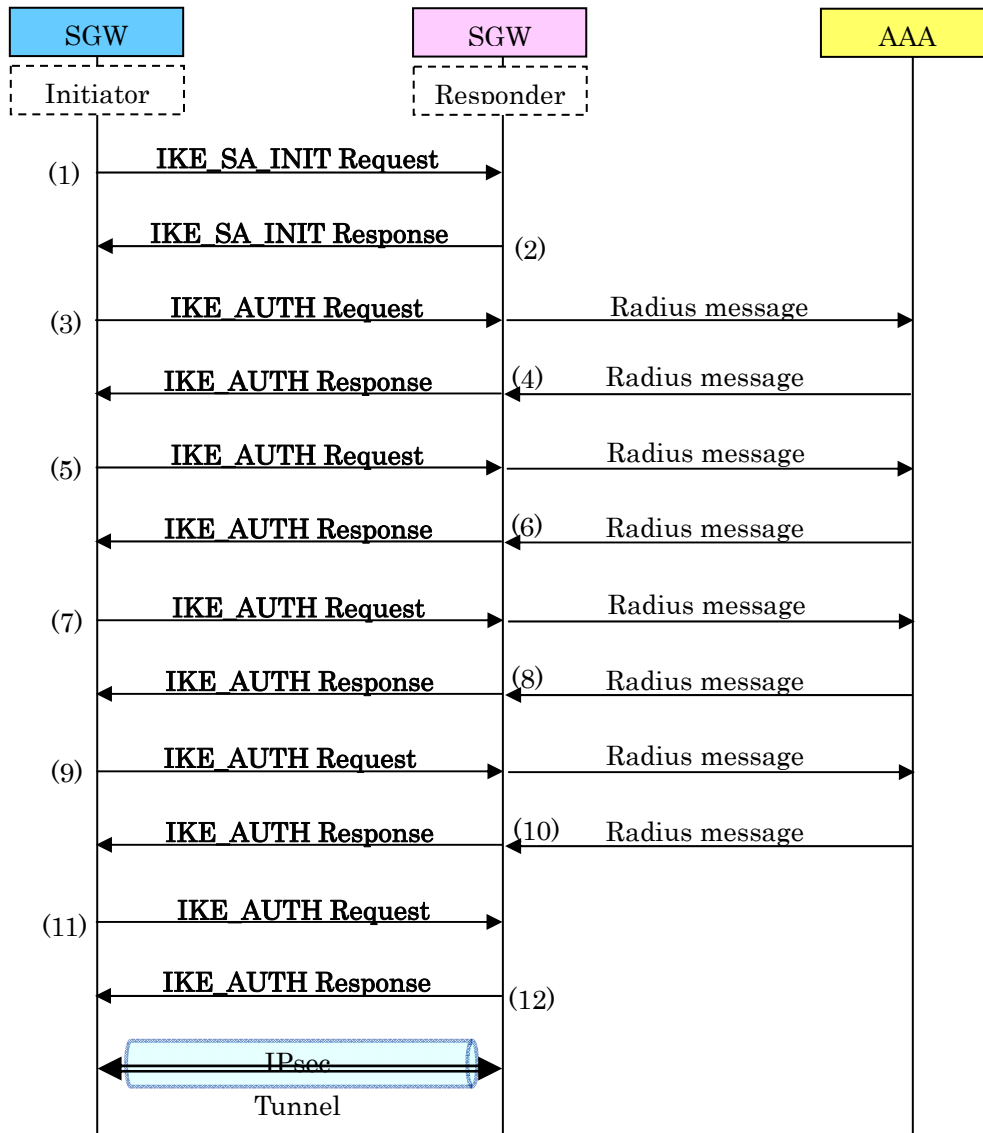 SGW
SGW
AAA
Initiator
Responder
(1)
IKE_SA_INIT Request
IKE_SA_INIT Response
(2)
(3)
IKE_AUTH Request
Radius message
IKE_AUTH Response
(4)
Radius message
(5)
IKE_AUTH Request
Radius message
IKE_AUTH Response
(6)
Radius message
(7)
IKE_AUTH Request
Radius message
IKE_AUTH Response
(8)
Radius message
(9)
IKE_AUTH Request
Radius message
IKE_AUTH Response
(10)
Radius message
(11)
IKE_AUTH Request
IKE_AUTH Response
(12)
IPsec
Tunnel